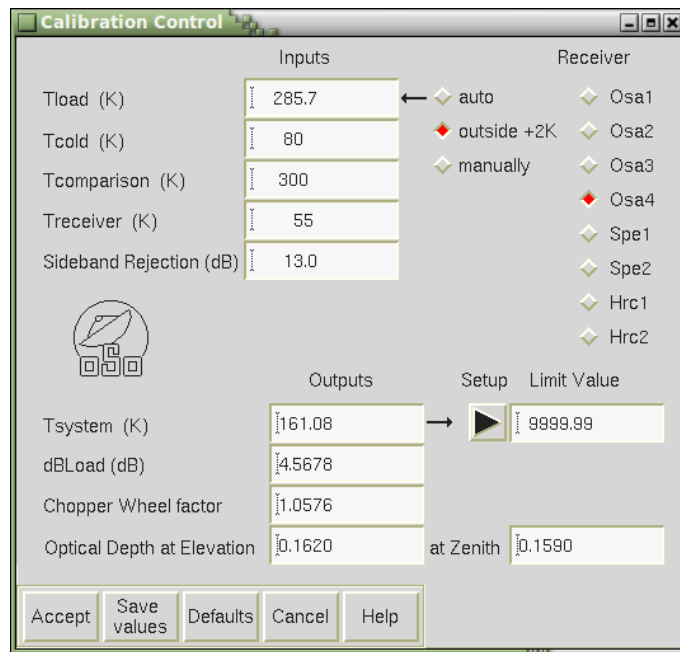 Calibration Control
Inputs Receiver
Tload (K) 285.7 auto Osa1
Tcold (K) 80 outside +2K Osa2
Tcomparison (K) 300 manually Osa3
Osa4
Treceiver (K) 55
Spe1
Sideband Rejection (dB) 13.0 Spe2
Hrc1
Hrc2
oso
Outputs Setup Limit Value
Tsystem (K) 161.08 9999.99
dBLoad (dB) 4.5678
Chopper Wheel factor 1.0576
Optical Depth at Elevation 0.1620 at Zenith 0.1590
Accept Save values Defaults Cancel Help